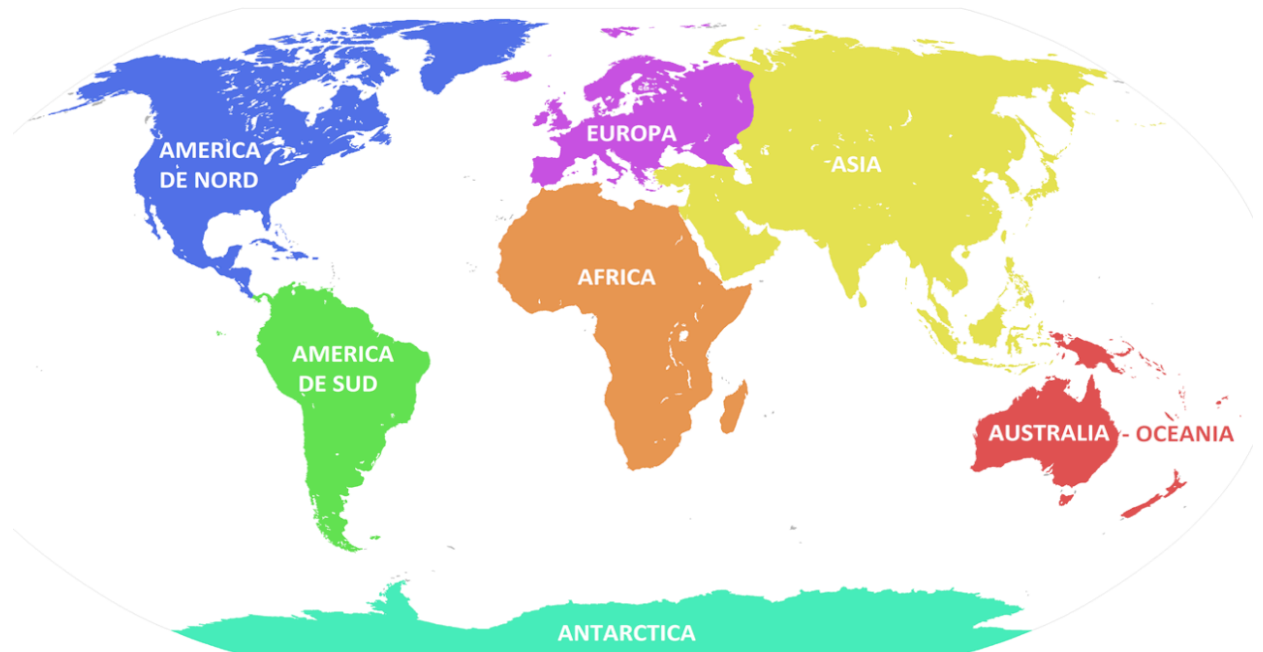 AMERICA
DE NORD
EUROPA
ASIA
AFRICA
AMERICA
DE SUD
AUSTRALIA - OCEANIA
ANTARCTICA